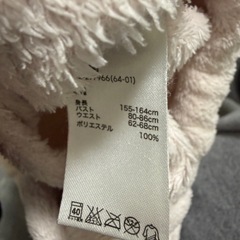 966(64-01)
身長 155-164cm
バスト 80-86cm
ウエスト 62-68cm
ポリエステル 100%
40